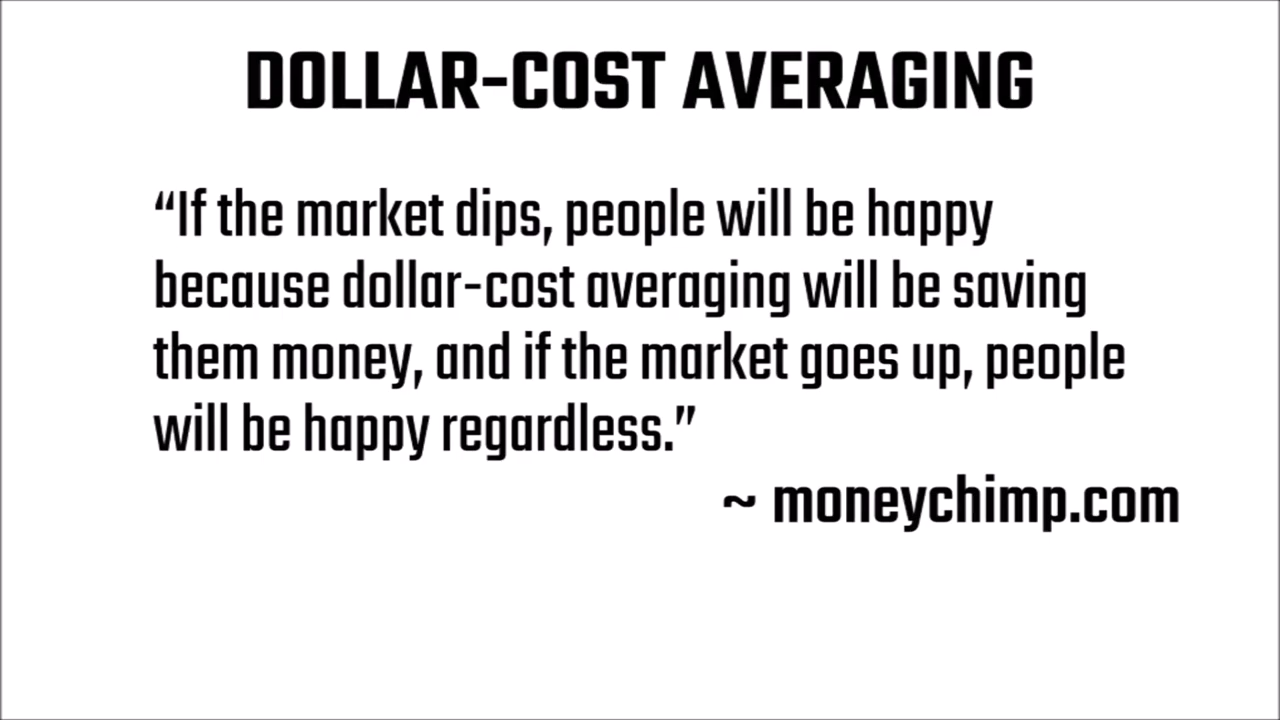 DOLLAR-COST AVERAGING
“If the market dips, people will be happy
because dollar-cost averaging will be saving
them money, and if the market goes up, people
will be happy regardless.”
~ moneychimp.com